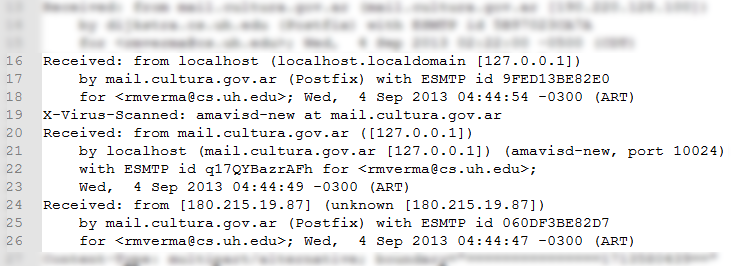 16 Received: from localhost (localhost.localdomain [127.0.0.1])
17 by mail.cultura.gov.ar (Postfix) with ESMTP id 9FED13BE82E0
18 for <rmverma@cs.uh.edu>; Wed,  4 Sep 2013 04:44:54 -0300 (ART)
19 X-Virus-Scanned: amavisd-new at mail.cultura.gov.ar
20 Received: from mail.cultura.gov.ar ([127.0.0.1])
21 by localhost (mail.cultura.gov.ar [127.0.0.1]) (amavisd-new, port 10024)
22 with ESMTP id q17QYBazrAFh for <rmverma@cs.uh.edu>;
23 Wed,  4 Sep 2013 04:44:49 -0300 (ART)
24 Received: from [180.215.19.87] (unknown [180.215.19.87])
25 by mail.cultura.gov.ar (Postfix) with ESMTP id 060DF3BE82D7
26 for <rmverma@cs.uh.edu>; Wed,  4 Sep 2013 04:44:47 -0300 (ART)